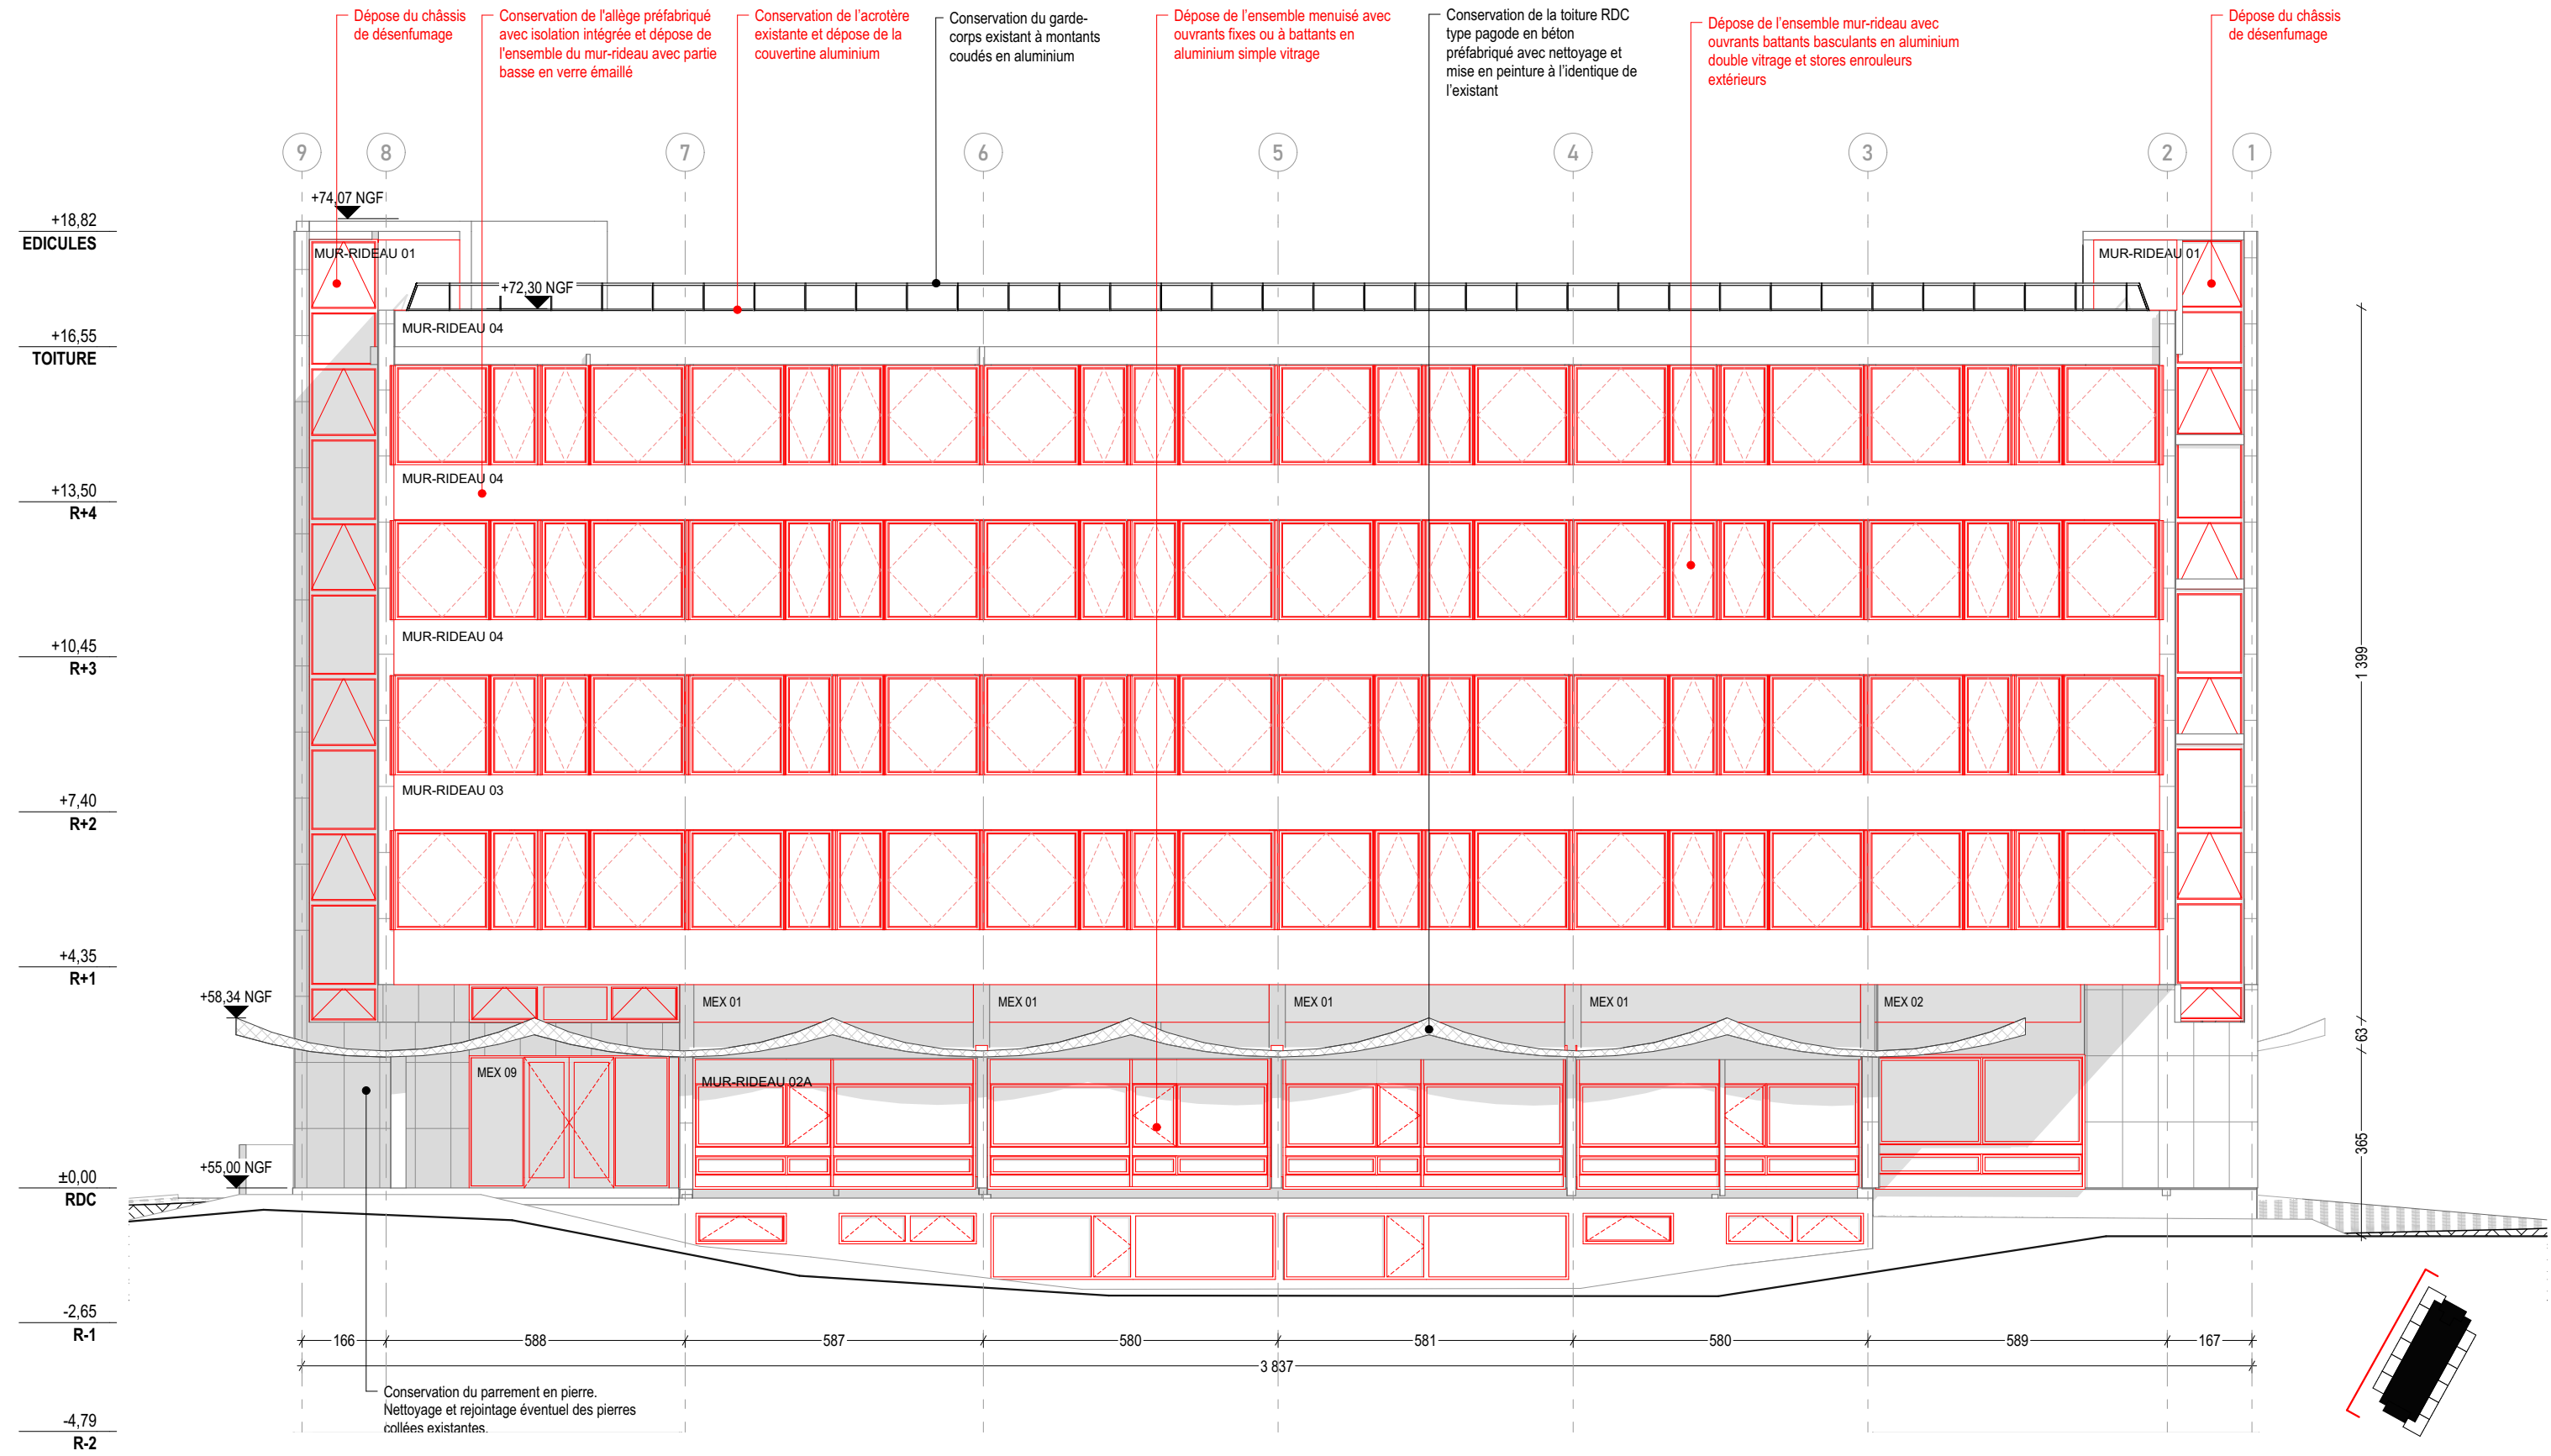 Dépose du châssis
de désenfumage
Conservation de l'allège préfabriqué
avec isolation intégrée et dépose de
l'ensemble du mur-rideau avec partie
basse en verre émaillé
Conservation de l'acrotère
existante et dépose de la
couvertine aluminium
Conservation du garde-
corps existant à montants
coudés en aluminium
Dépose de l'ensemble menuisé avec
ouvrants fixes ou à battants en
aluminium simple vitrage
Conservation de la toiture RDC
type pagode en béton
préfabriqué avec nettoyage et
mise en peinture à l'identique de
l'existant
Dépose de l'ensemble mur-rideau avec
ouvrants battants basculants en aluminium
double vitrage et stores enrouleurs
extérieurs
Dépose du châssis
de désenfumage
9
8
7
6
5
4
3
2
1
+74,07 NGF
+18,82
EDICULES
MUR-RIDEAU 01
MUR-RIDEAU 01
+72,30 NGF
MUR-RIDEAU 04
+16,55
TOITURE
MUR-RIDEAU 04
+13,50
R+4
MUR-RIDEAU 04
+10,45
R+3
1 399
MUR-RIDEAU 03
+7,40
R+2
+4,35
R+1
+58,34 NGF
MEX 01
MEX 01
MEX 01
MEX 01
MEX 02
63
MEX 09
MUR-RIDEAU 02A
365
+55,00 NGF
±0,00
RDC
-2,65
R-1
166
588
587
580
581
580
589
167
3 837
Conservation du parrement en pierre.
Nettoyage et rejointage éventuel des pierres
collées existantes.
-4,79
R-2